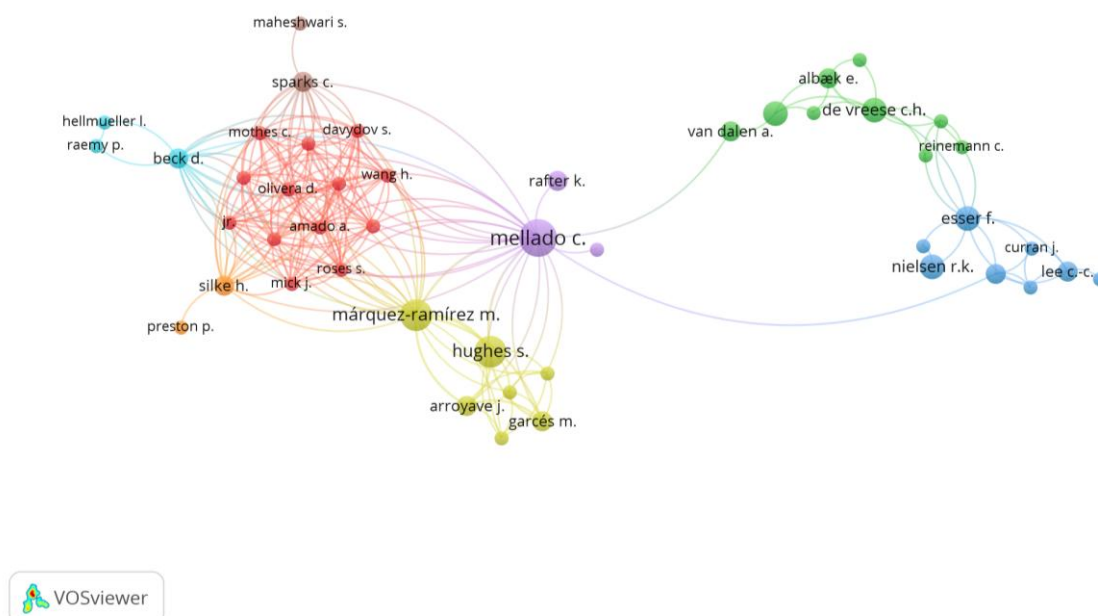 maheshwari s.
sparks c.
albæk e.
de vreese c.h.
hellmueller l.
mothes c.
davydov s.
van dalen a.
raemy p.
beck d.
reinemann c.
wang h.
rafter k.
olivera d.
jr.
amado a.
mellado c.
esser f.
curran j.
roses s.
nielsen r.k.
lee c.-c.
silke h.
mick j.
preston p.
márquez-ramírez m.
hughes s.
arroyave j.
garcés m.
VOSviewer